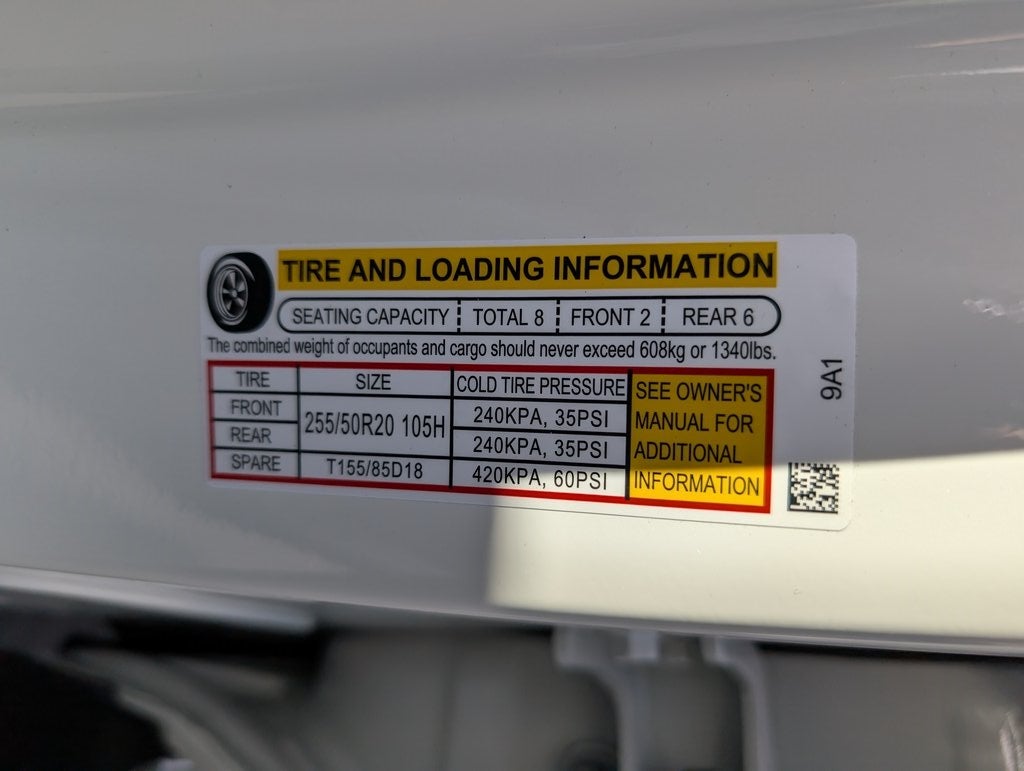 TIRE AND LOADING INFORMATION
SEATING CAPACITY TOTAL 8 FRONT 2 REAR 6
The combined weight of occupants and cargo should never exceed 608kg or 1340lbs.
TIRE SIZE COLD TIRE PRESSURE
FRONT 255/50R20 105H 240KPA, 35PSI
REAR 240KPA, 35PSI
SPARE T155/85D18 420KPA, 60PSI
SEE OWNER'S
MANUAL FOR
ADDITIONAL
INFORMATION
9A1